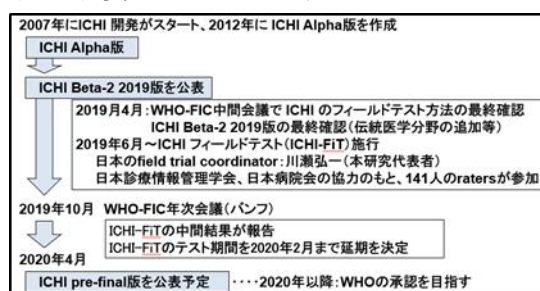 2007年にICHI 開発がスタート、2012年に ICHI Alpha版を作成
ICHI Alpha版
ICHI Beta-2 2019版を公表
2019月4月:WHO-FIC中間会議で ICHI のフィールドテスト方法の最終確認
ICHI Beta-2 2019版の最終確認(伝統医学分野の追加等)
2019年6月~ICHI フィールドテスト(ICHI-FiT)施行
日本のfield trial coordinator:川瀬弘一(本研究代表者)
日本診療情報管理学会、日本病院会の協力のもと、141人のratersが参加
2019年10月 WHO-FIC年次会議(バンフ)
ICHI-FiTの中間結果が報告
ICHI-FiTのテスト期間を2020年2月まで延期を決定
2020年4月
ICHI pre-final版を公表予定 ････2020年以降:WHOの承認を目指す